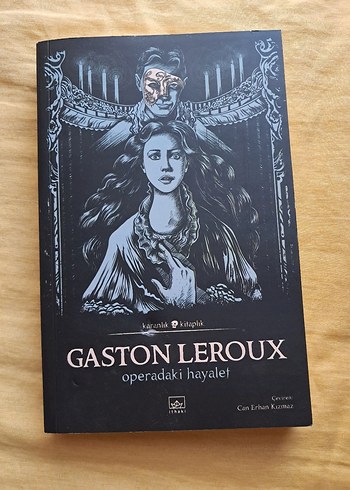 karanlık kitaplık
GASTON LEROUX
operadaki hayalet
Çeviren:
Can Erhan Kızmaz
ithaki